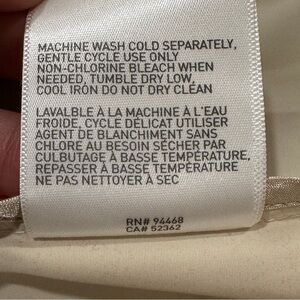 MACHINE WASH COLD SEPARATELY,
GENTLE CYCLE USE ONLY
NON-CHLORINE BLEACH WHEN
NEEDED, TUMBLE DRY LOW,
COOL IRON DO NOT DRY CLEAN
LAVALBLE À LA MACHINE À L'EAU
FROIDE, CYCLE DÉLICAT UTILISER
AGENT DE BLANCHIMENT SANS
CHLORE AU BESOIN SÉCHER PAR
CULBUTAGE À BASSE TEMPÉRATURE,
REPASSER À BASSE TEMPÉRATURE
NE PAS NETTOYER À SEC
RN# 94468
CA# 52362